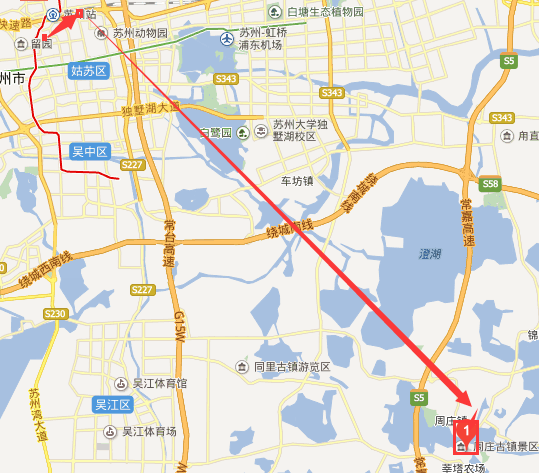 白塘生态植物园
快速路
站
苏州动物园
苏州-虹桥
浦东机场
留园
S5
姑苏区
州市
S343
S343
独墅湖大道
S343
白鹭园
苏州大学独
墅湖校区
甪直
吴中区
S227
车坊镇
绕城南线
S58
常台高速
绕城南线
常嘉高速
澄湖
绕城西南线
S227
S230
G15W
锦
同里古镇游览区
苏州湾大道
吴江体育馆
S5
吴江区
周庄镇
1
吴江体育场
周庄古镇景区
莘塔农场